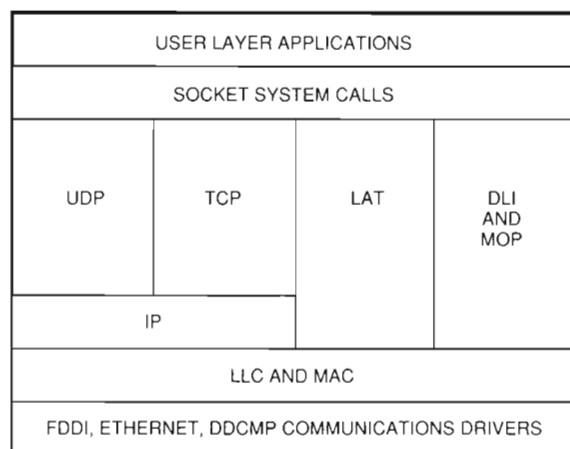 USER LAYER APPLICATIONS
SOCKET SYSTEM CALLS
UDP
TCP
LAT
DLI
AND
MOP
IP
LLC AND MAC
FDDI, ETHERNET, DDCMP COMMUNICATIONS DRIVERS